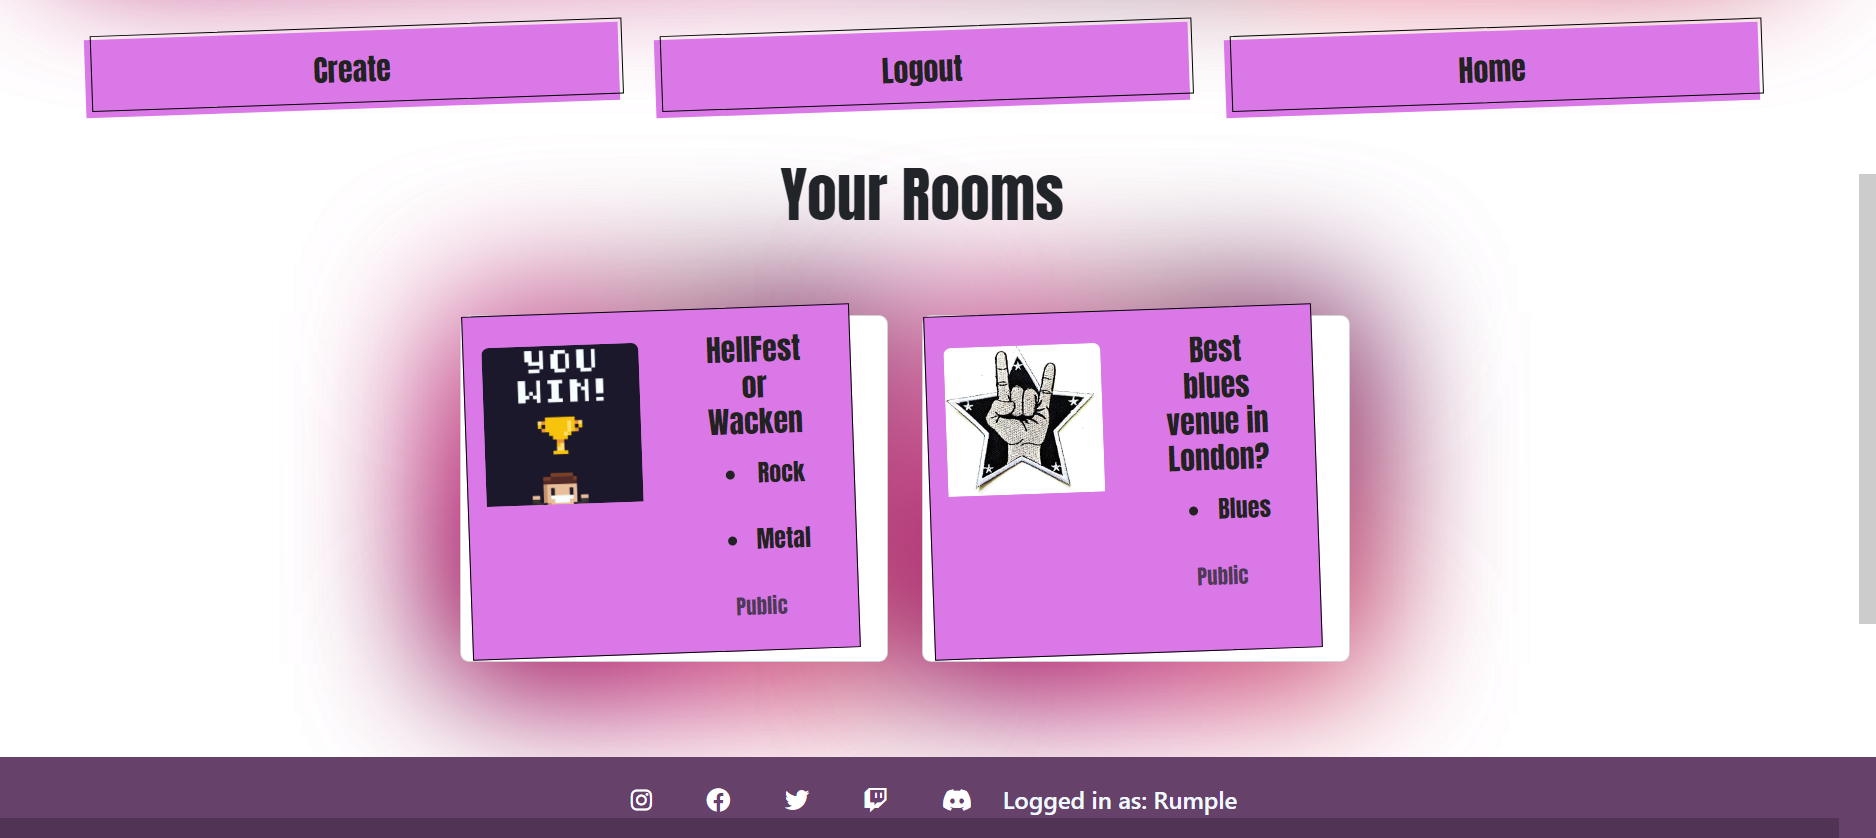 Create
Logout
Home
Your Rooms
YOU
WIN!
HellFest
or
Wacken
Rock
Metal
Public
Best
blues
venue in
London?
Blues
Public
Logged in as: Rumple